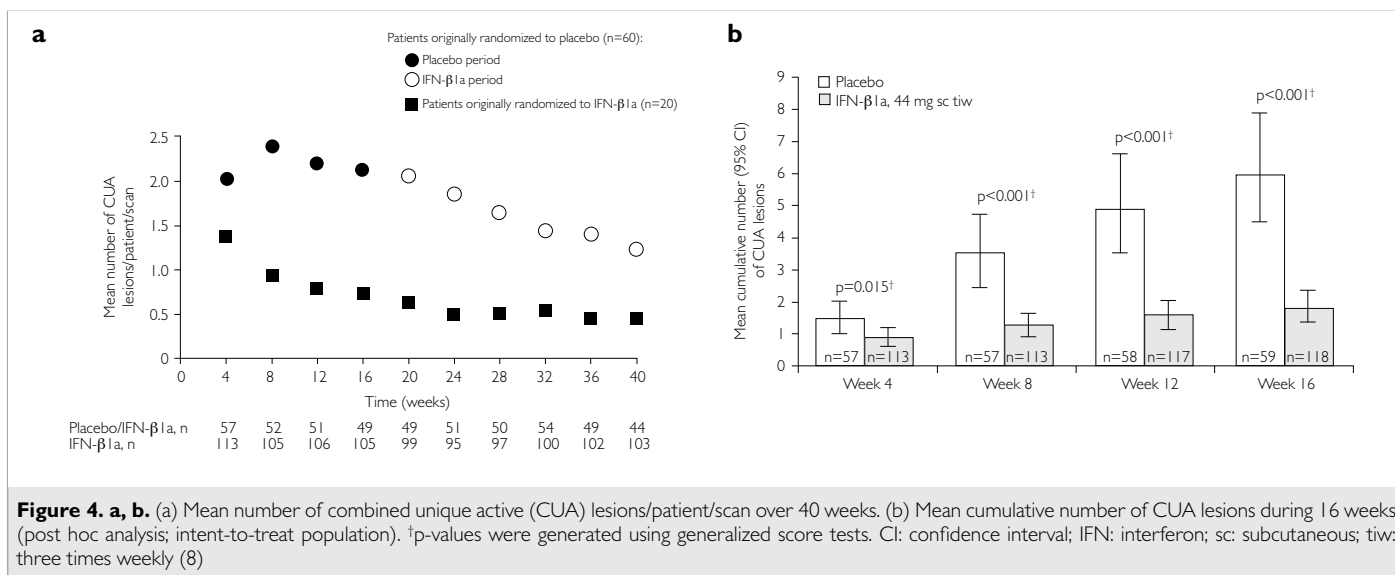 a
Patients originally randomized to placebo (n=60):
Placebo period
IFN-β1a period
Patients originally randomized to IFN-β1a (n=20)
Mean number of CUA
lesions/patient/scan
2.5
2.0
1.5
1.0
0.5
0
0 4 8 12 16 20 24 28 32 36 40
Time (weeks)
Placebo/IFN-β1a, n 57 52 51 49 49 51 50 54 49 44
IFN-β1a, n 113 105 106 105 99 95 97 100 102 103
b
Mean cumulative number (95% CI)
of CUA lesions
9
8
7
6
5
4
3
2
1
0
Placebo
IFN-β1a, 44 mg sc tiw
p=0.015†
p<0.001†
p<0.001†
p<0.001†
n=57 n=113 n=57 n=113 n=58 n=117 n=59 n=118
Week 4 Week 8 Week 12 Week 16
Figure 4. a, b. (a) Mean number of combined unique active (CUA) lesions/patient/scan over 40 weeks. (b) Mean cumulative number of CUA lesions during 16 weeks
(post hoc analysis; intent-to-treat population). †p-values were generated using generalized score tests. CI: confidence interval; IFN: interferon; sc: subcutaneous; tiw:
three times weekly (8)